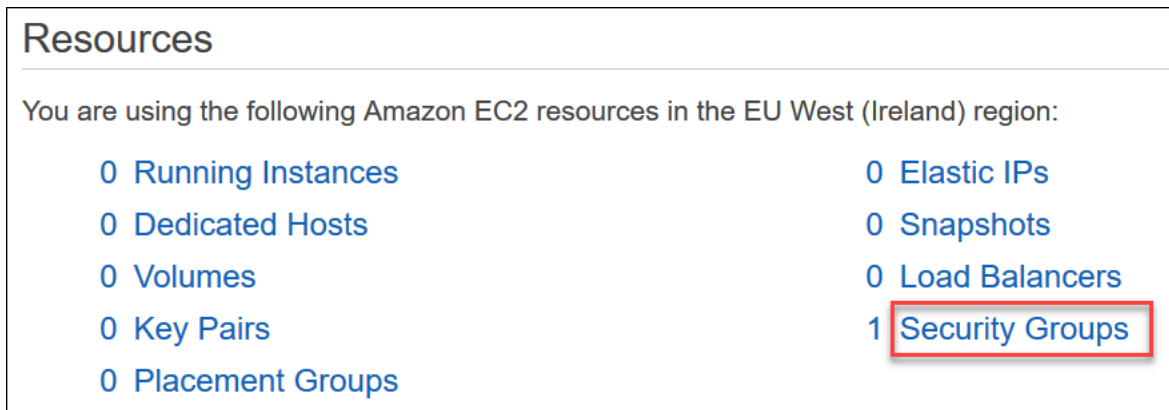 Resources
You are using the following Amazon EC2 resources in the EU West (Ireland) region:
0 Running Instances
0 Dedicated Hosts
0 Volumes
0 Key Pairs
0 Placement Groups
0 Elastic IPs
0 Snapshots
0 Load Balancers
1 Security Groups